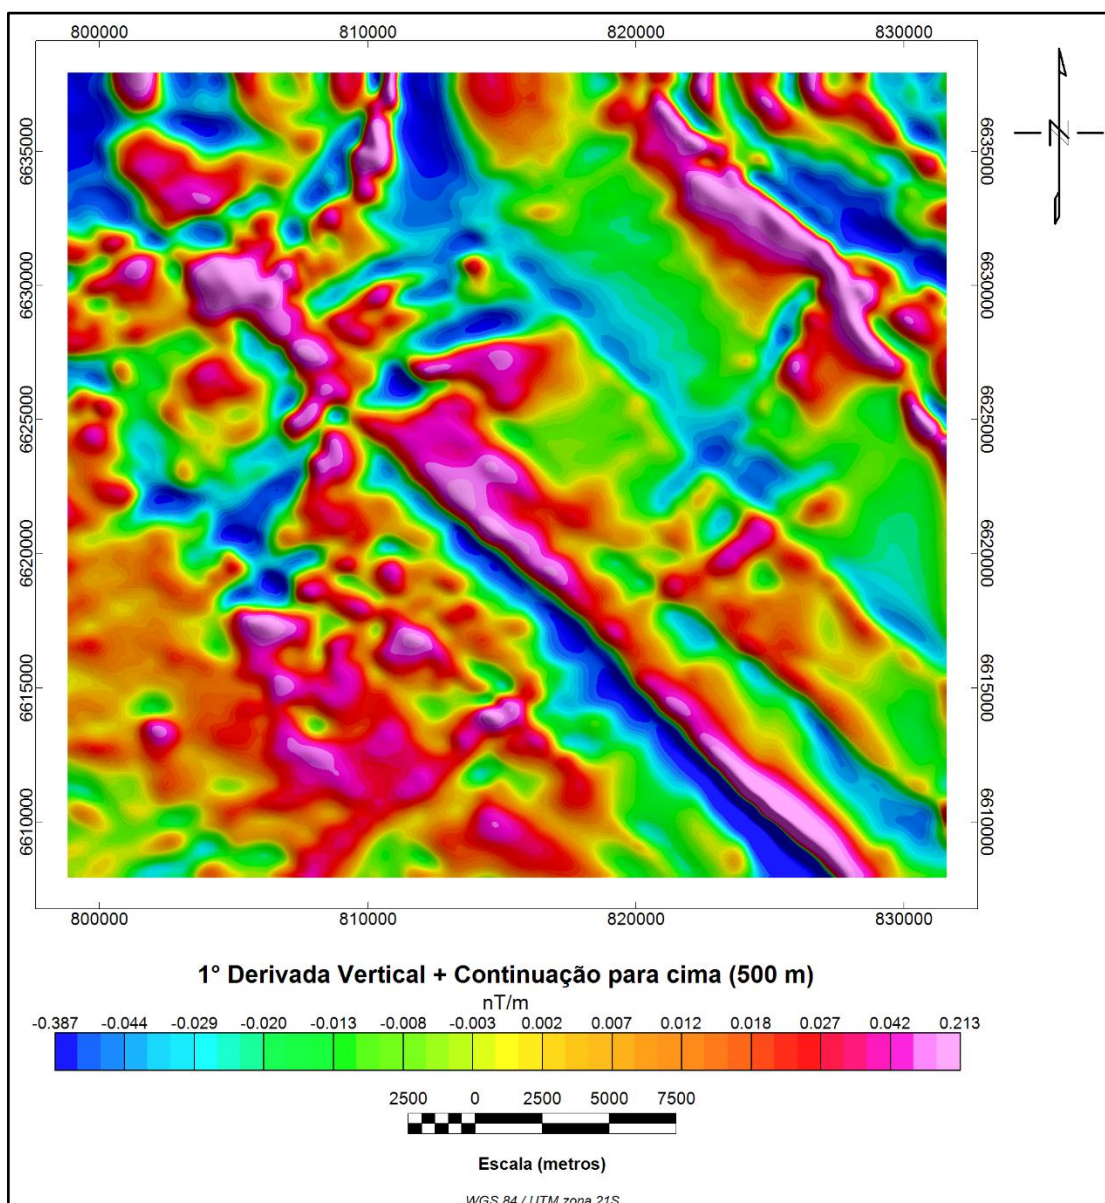 800000 810000 820000 830000
6635000 6635000
6630000 6630000
6625000 6625000
6620000 6620000
6615000 6615000
6610000 6610000
N
800000 810000 820000 830000
1° Derivada Vertical + Continuação para cima (500 m)
nT/m
-0.387 -0.044 -0.029 -0.020 -0.013 -0.008 -0.003 0.002 0.007 0.012 0.018 0.027 0.042 0.213
2500 0 2500 5000 7500
Escala (metros)
WGS 84 / UTM zona 21S